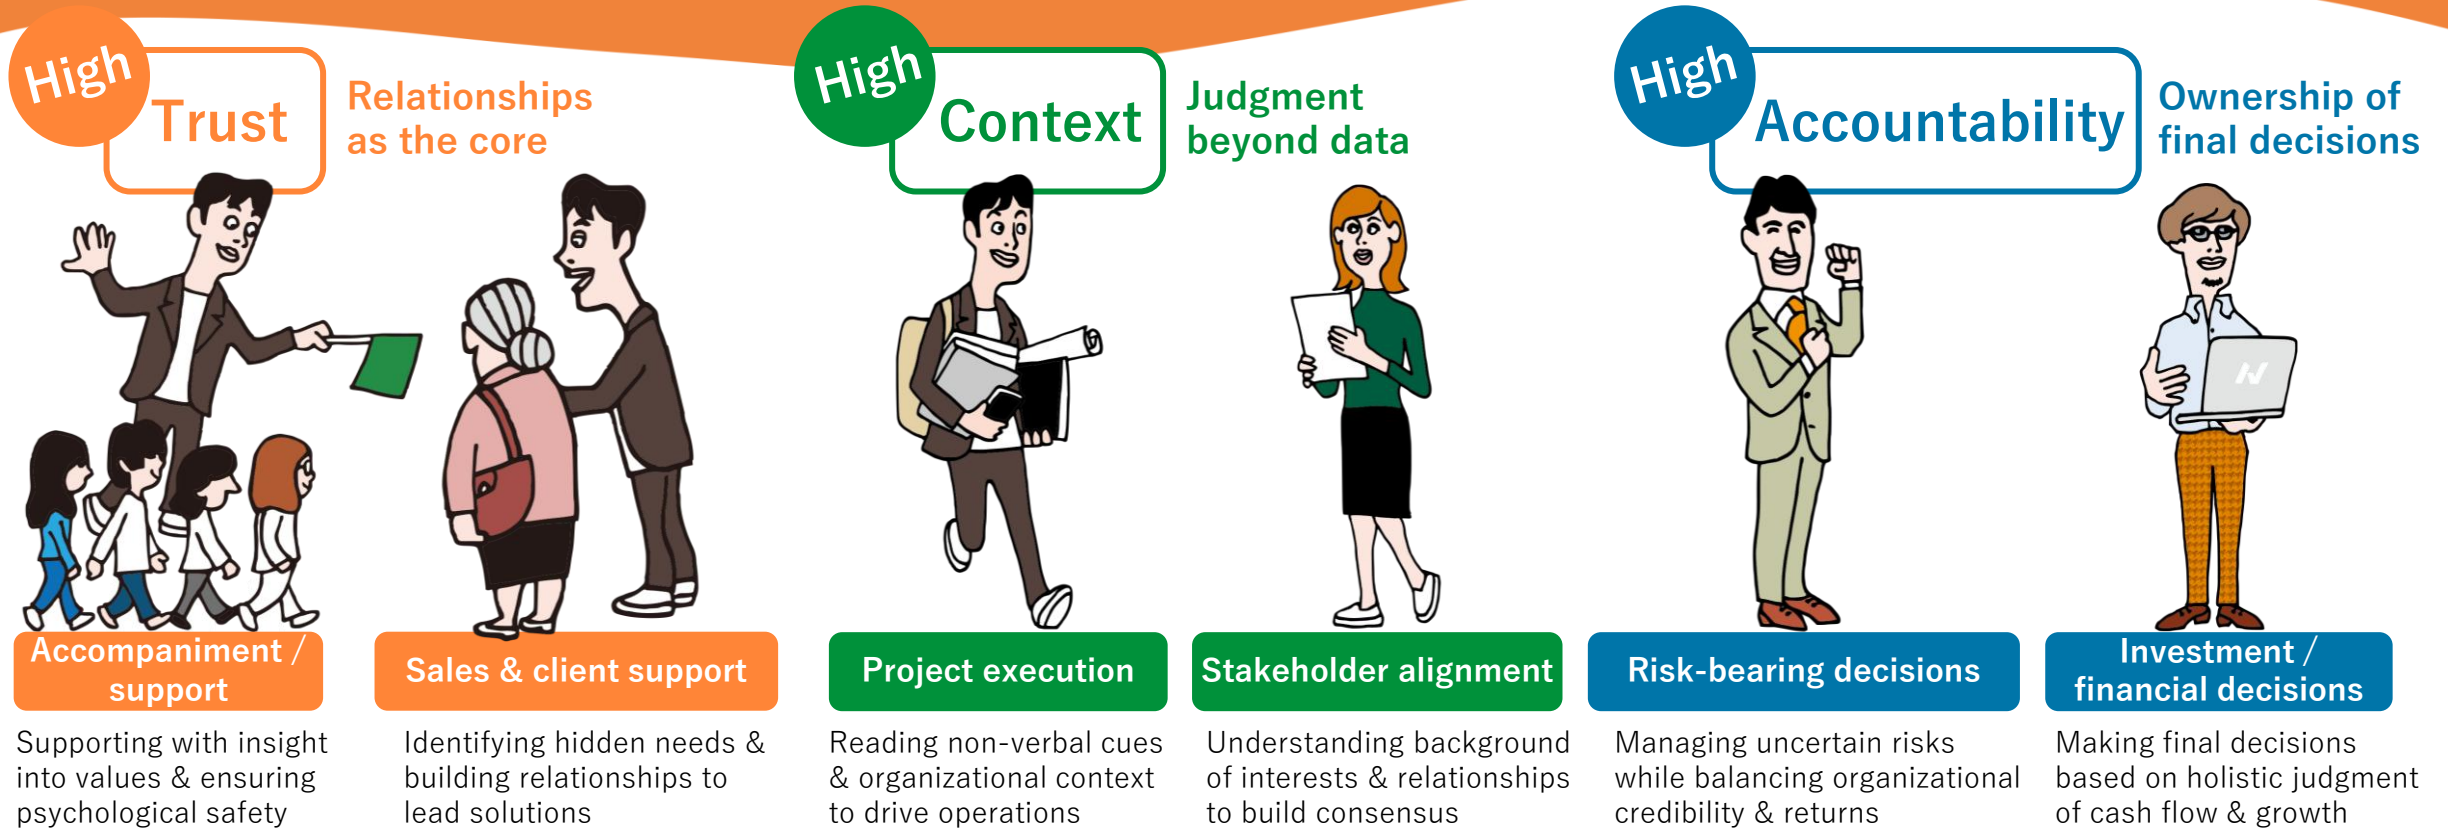 High
Trust
Relationships
as the core
High
Context
Judgment
beyond data
High
Accountability
Ownership of
final decisions
Accompaniment /
support
Supporting with insight
into values & ensuring
psychological safety
Sales & client support
Identifying hidden needs &
building relationships to
lead solutions
Project execution
Reading non-verbal cues
& organizational context
to drive operations
Stakeholder alignment
Understanding background
of interests & relationships
to build consensus
Risk-bearing decisions
Managing uncertain risks
while balancing organizational
credibility & returns
Investment /
financial decisions
Making final decisions
based on holistic judgment
of cash flow & growth